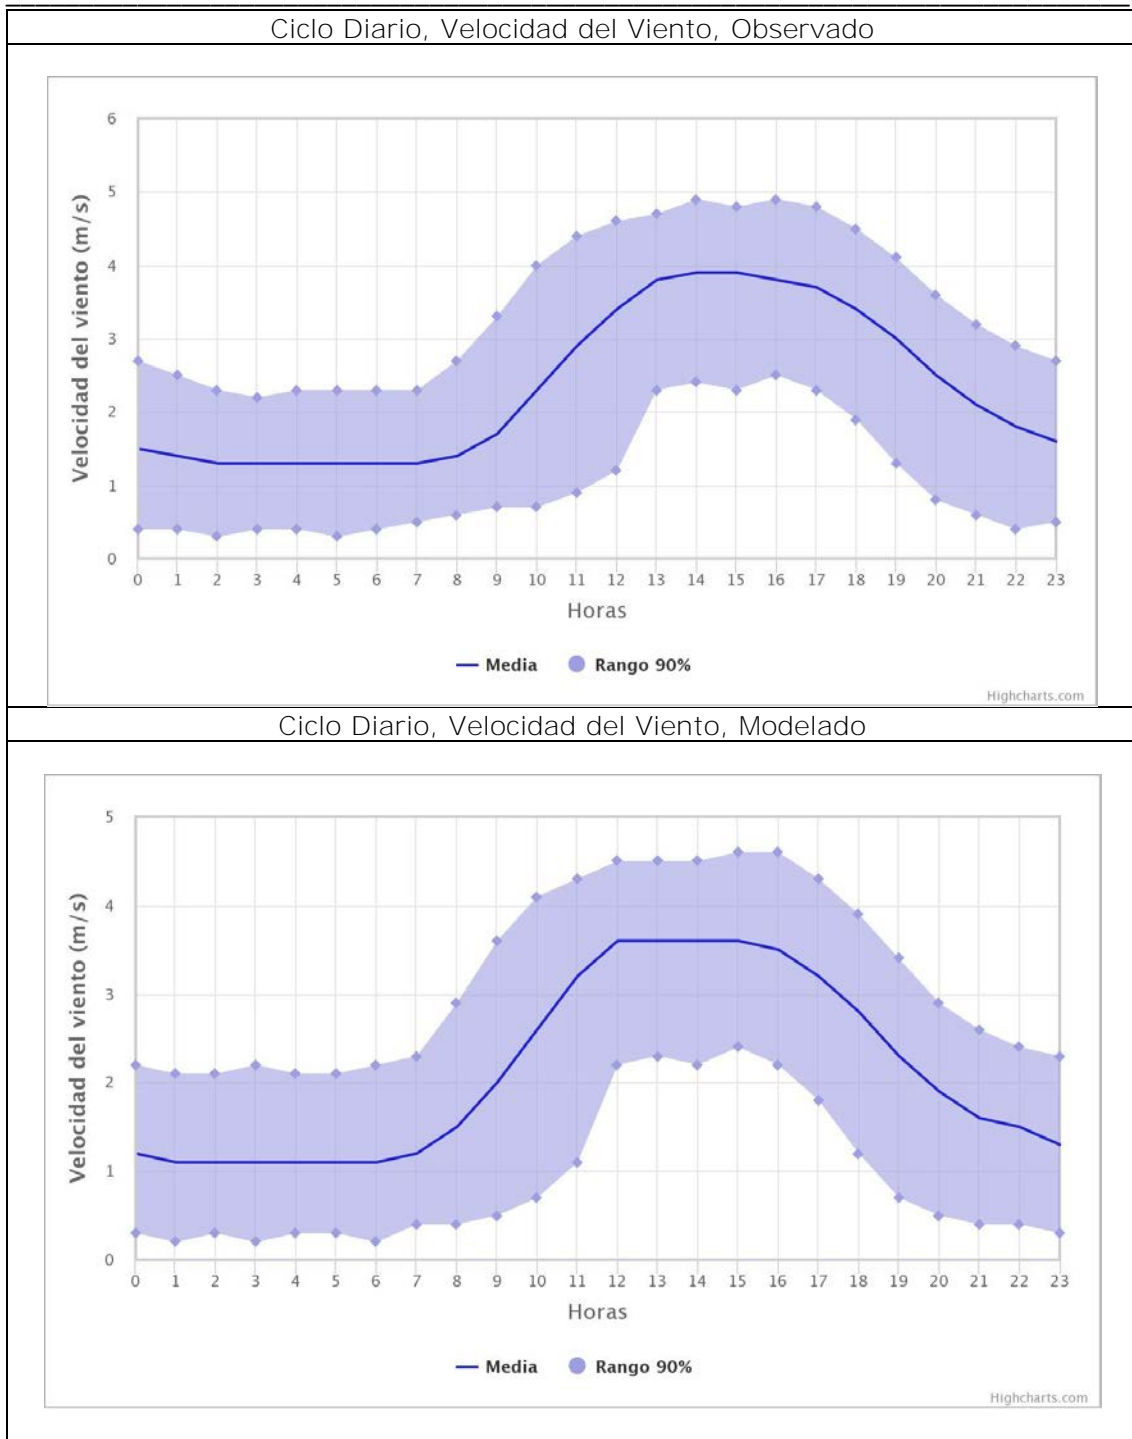 Ciclo Diario, Velocidad del Viento, Observado
6
5
4
3
2
1
0
Velocidad del viento (m/s)
0 1 2 3 4 5 6 7 8 9 10 11 12 13 14 15 16 17 18 19 20 21 22 23
Horas
Media Rango 90%
Highcharts.com
Ciclo Diario, Velocidad del Viento, Modelado
5
4
3
2
1
0
Velocidad del viento (m/s)
0 1 2 3 4 5 6 7 8 9 10 11 12 13 14 15 16 17 18 19 20 21 22 23
Horas
Media Rango 90%
Highcharts.com